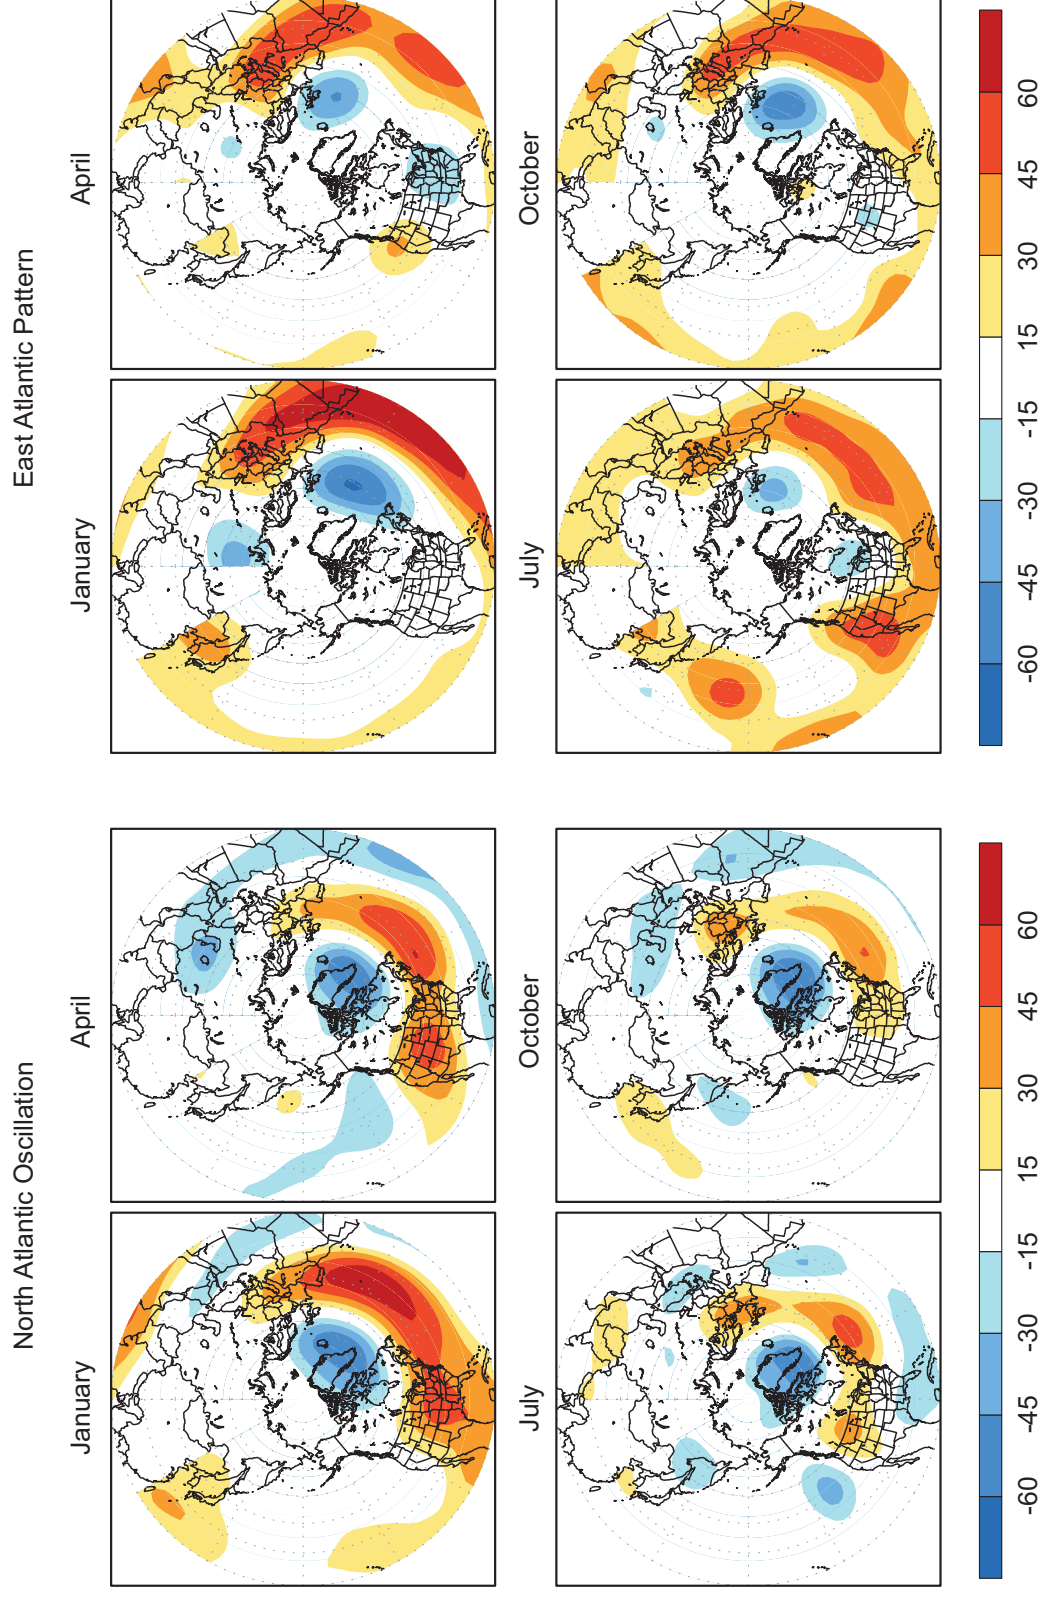 North Atlantic Oscillation
January
April
July
October
-60 -45 -30 -15 15 30 45 60
East Atlantic Pattern
January
April
July
October
-60 -45 -30 -15 15 30 45 60